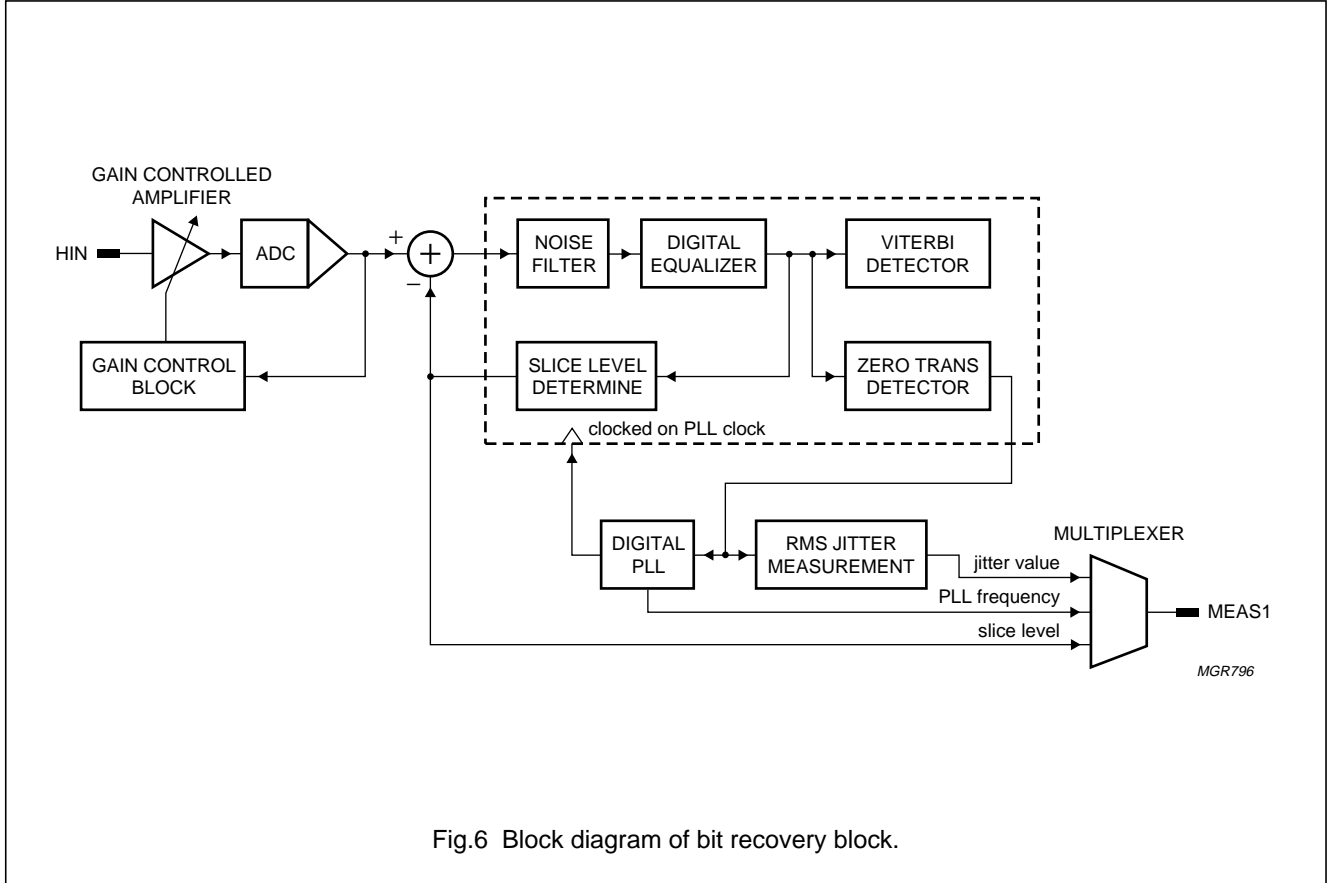 GAIN CONTROLLED
AMPLIFIER
HIN
ADC
+
+
−
NOISE
FILTER
DIGITAL
EQUALIZER
VITERBI
DETECTOR
GAIN CONTROL
BLOCK
SLICE LEVEL
DETERMINE
ZERO TRANS
DETECTOR
clocked on PLL clock
DIGITAL
PLL
RMS JITTER
MEASUREMENT
MULTIPLEXER
jitter value
PLL frequency
slice level
MEAS1
MGR796
Fig.6 Block diagram of bit recovery block.